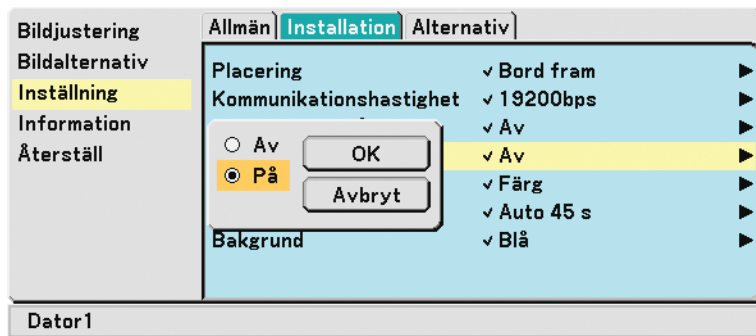 Bildjustering
Bildalternativ
Inställning
Information
Återställ
Allmän Installation Alternativ
Placering ✓ Bord fram
Kommunikationshastighet ✓ 19200bps
✓ Av
✓ Av
✓ Färg
✓ Auto 45 s
Bakgrund ✓ Blå
Av
På
OK
Avbryt
Dator1